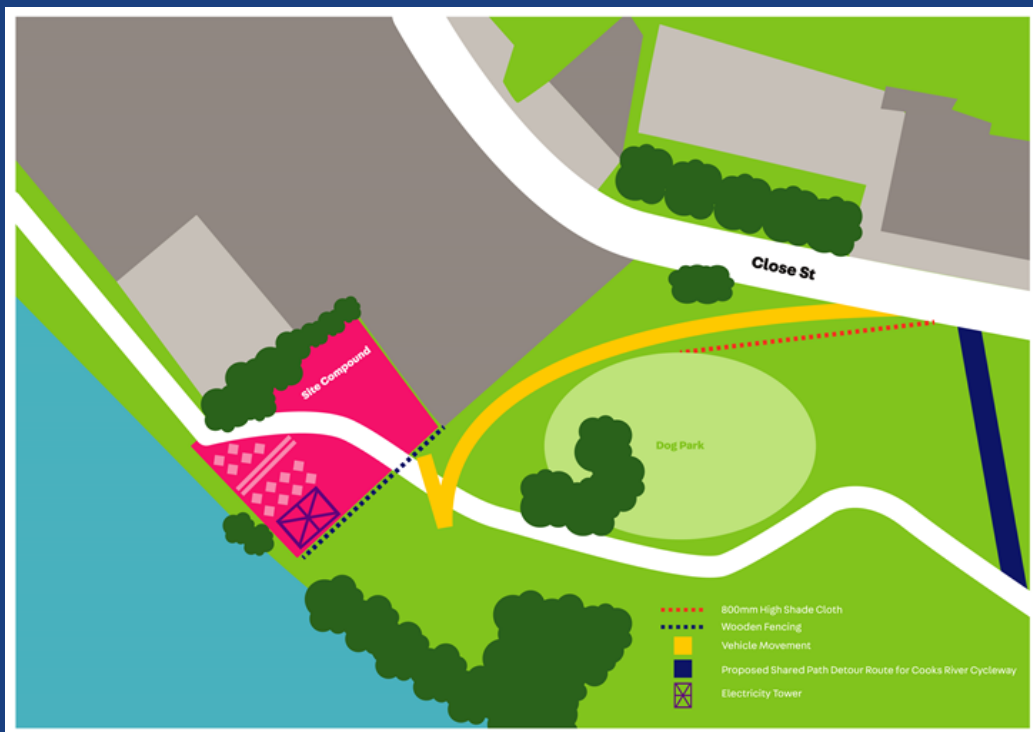 Close St
Site Compound
Dog Park
800mm High Shade Cloth
Wooden Fencing
Vehicle Movement
Proposed Shared Path Detour Route for Cooks River Cycleway
Electricity Tower